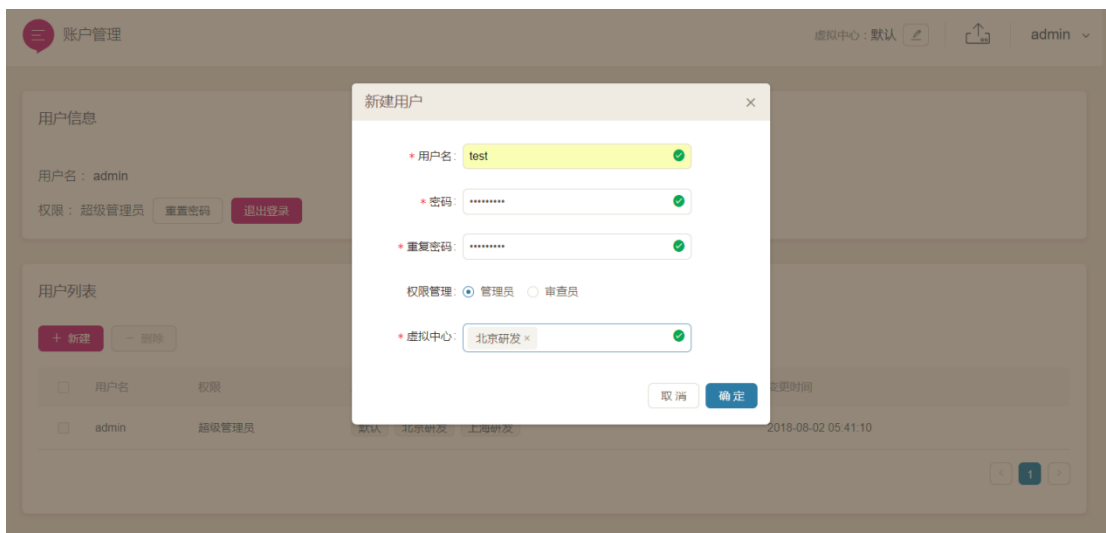 账户管理
虚拟中心 : 默认
admin
新建用户
用户信息
* 用户名: test
用户名 : admin
* 密码: •••••••••
权限 : 超级管理员 重置密码 退出登录
* 重复密码: •••••••••
用户列表
权限管理: 管理员 审查员
+ 新建 − 删除
* 虚拟中心: 北京研发 ×
取 消 确 定
用户名 权限 变更时间
admin 超级管理员 默认 北京研发 上海研发 2018-08-02 05:41:10
< 1 >